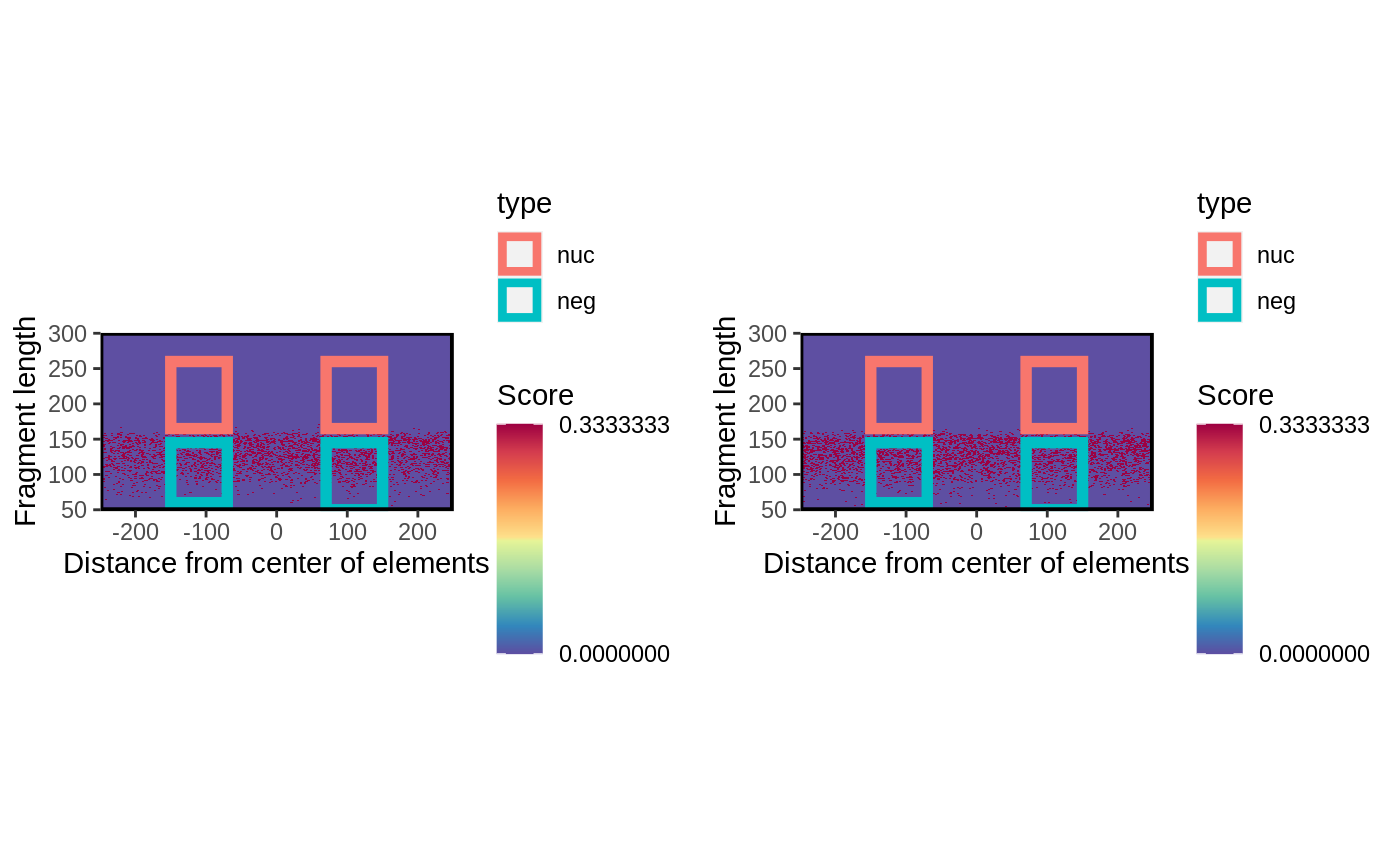 type
nuc
neg
Score
0.3333333
0.0000000
Fragment length
300
250
200
150
100
50
-200 -100 0 100 200
Distance from center of elements
type
nuc
neg
Score
0.3333333
0.0000000
Fragment length
300
250
200
150
100
50
-200 -100 0 100 200
Distance from center of elements